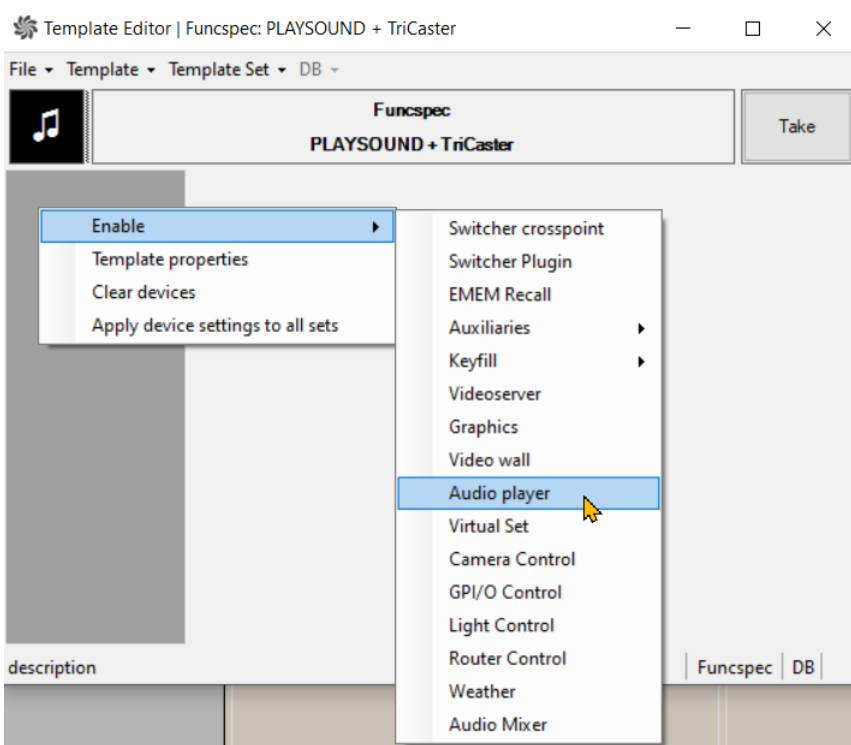 Template Editor | Funcspec: PLAYSOUND + TriCaster
File Template Template Set DB
Funcspec
PLAYSOUND + TriCaster
Take
Enable
Template properties
Clear devices
Apply device settings to all sets
Switcher crosspoint
Switcher Plugin
EMEM Recall
Auxiliaries
Keyfill
Videoserver
Graphics
Video wall
Audio player
Virtual Set
Camera Control
GPI/O Control
Light Control
Router Control
Weather
Audio Mixer
description
Funcspec DB